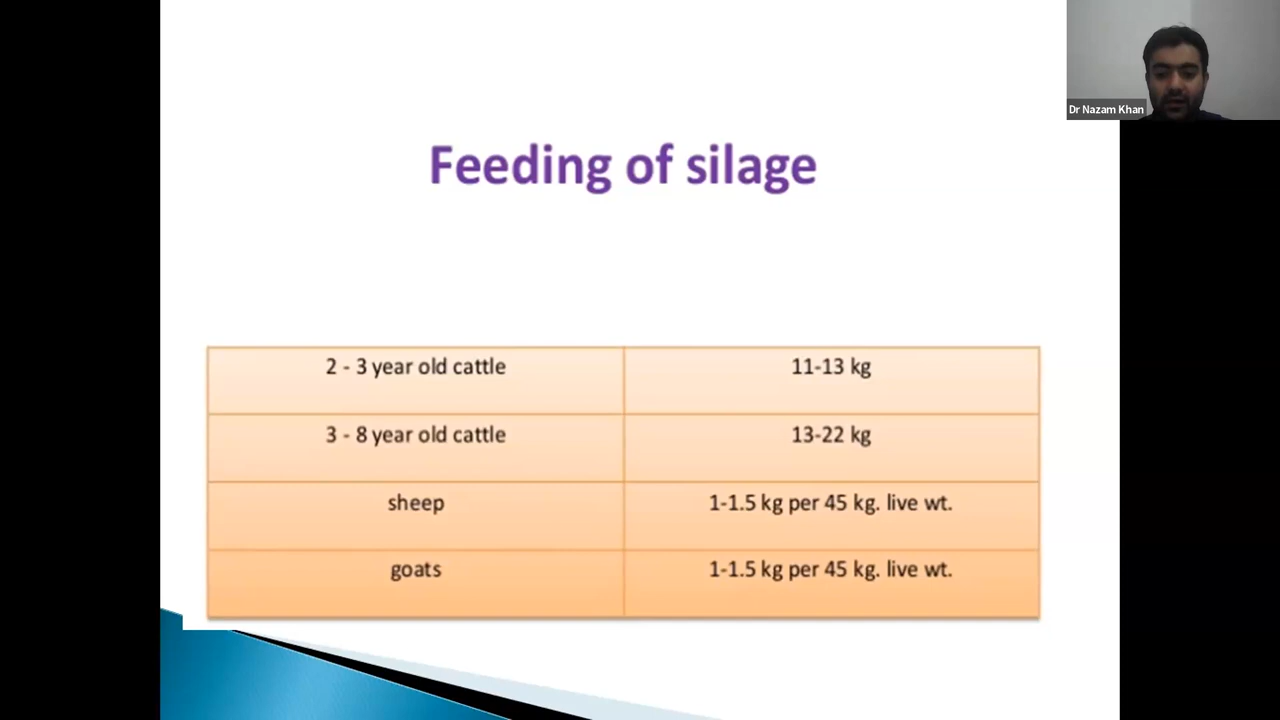 Dr Nazam Khan
Feeding of silage
2 - 3 year old cattle
11-13 kg
3 - 8 year old cattle
13-22 kg
sheep
1-1.5 kg per 45 kg. live wt.
goats
1-1.5 kg per 45 kg. live wt.